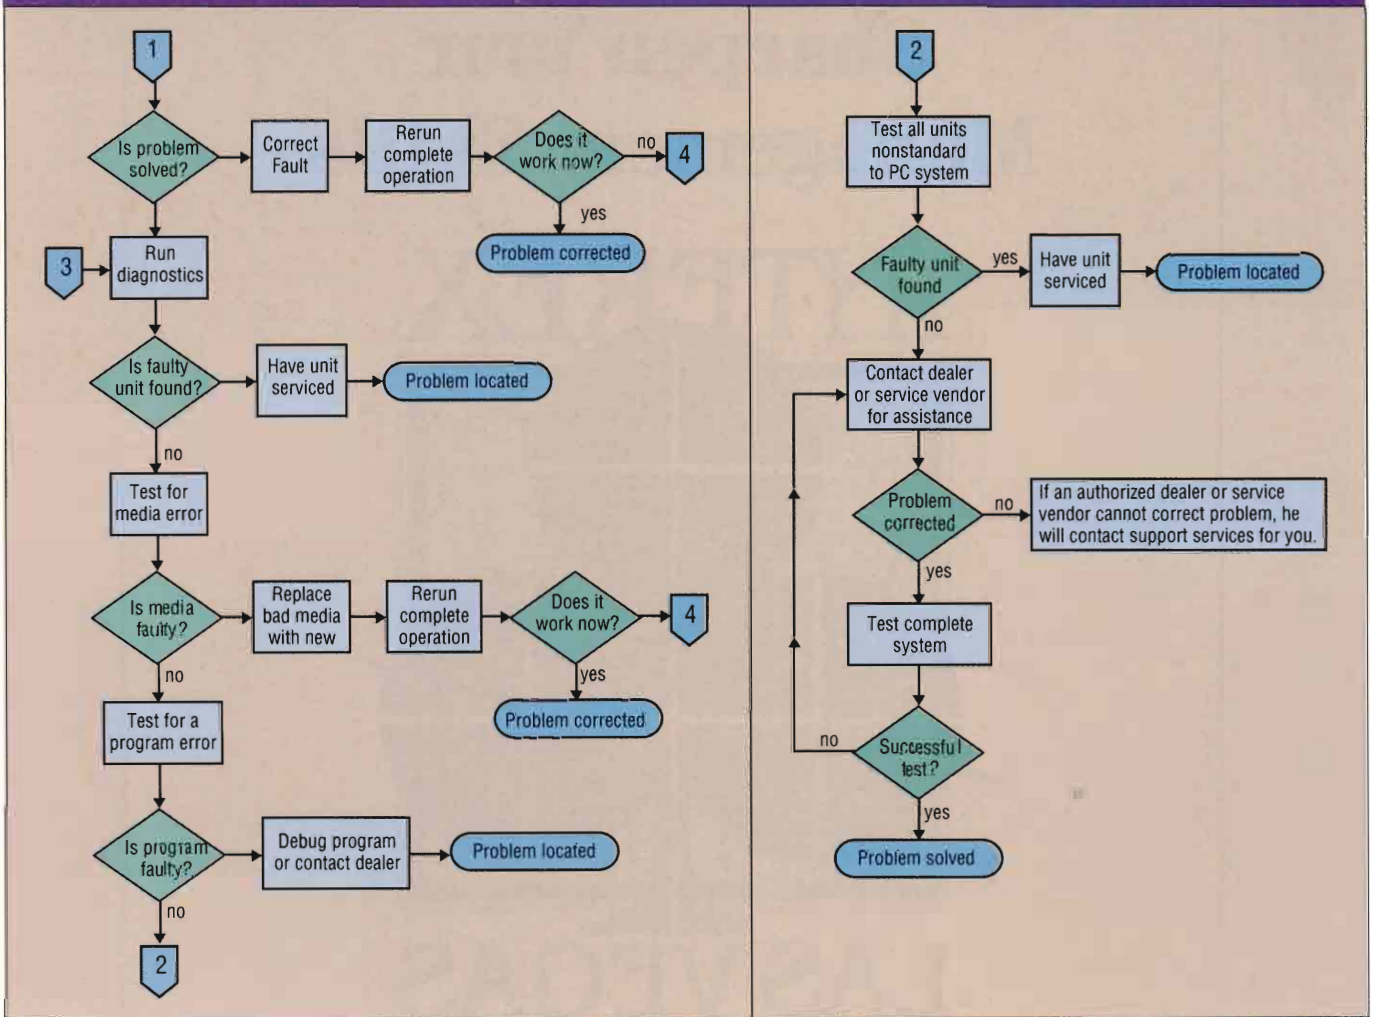 1
Is problem
solved?
Correct
Fault
Rerun
complete
operation
Does it
work now?
no
4
yes
Problem corrected
3
Run
diagnostics
Is faulty
unit found?
Have unit
serviced
Problem located
no
Test for
media error
Is media
faulty?
Replace
bad media
with new
Rerun
complete
operation
Does it
work now?
4
yes
Problem corrected
no
Test for a
program error
Is program
faulty?
Debug program
or contact dealer
Problem located
no
2
2
Test all units
nonstandard
to PC system
Faulty unit
found
yes
Have unit
serviced
Problem located
no
Contact dealer
or service vendor
for assistance
Problem
corrected
no
If an authorized dealer or service
vendor cannot correct problem, he
will contact support services for you.
yes
Test complete
system
Successful
test?
no
yes
Problem solved